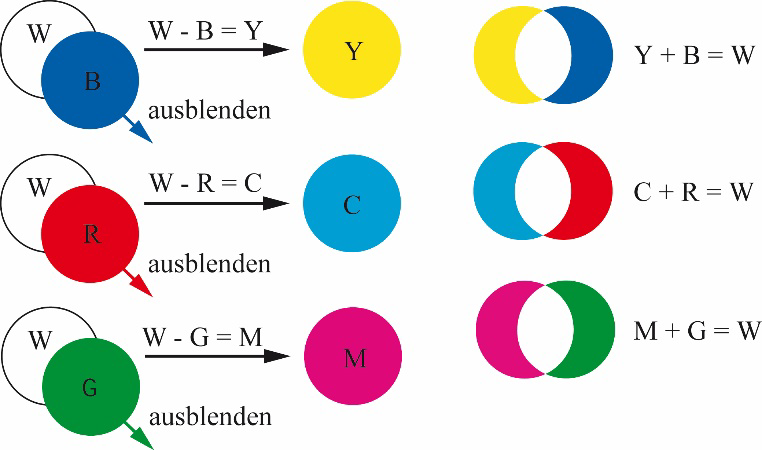 W
B
W - B = Y
ausblenden
Y
Y + B = W
W
R
W - R = C
ausblenden
C
C + R = W
W
G
W - G = M
ausblenden
M
M + G = W